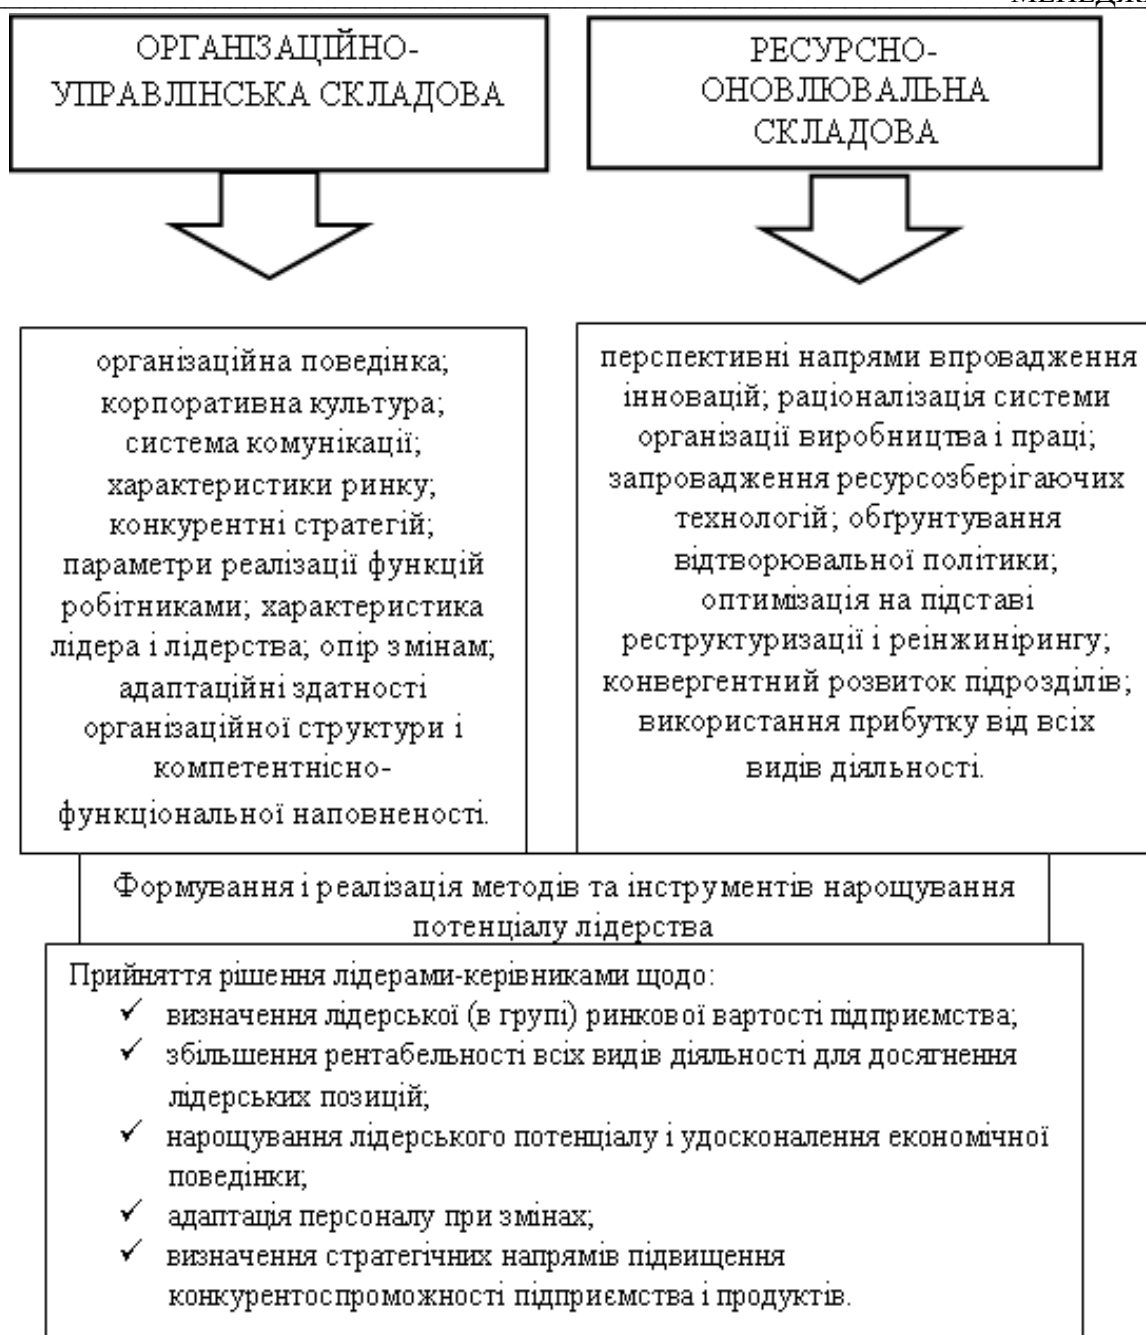 ОРГАНІЗАЦІЙНО-
УПРАВЛІНСЬКА СКЛАДОВА
РЕСУРСНО-
ОНОВЛЮВАЛЬНА
СКЛАДОВА
організаційна поведінка;
корпоративна культура;
система комунікації;
характеристики ринку;
конкурентні стратегій;
параметри реалізації функцій
робітниками; характеристика
лідера і лідерства; опір змінам;
адаптаційні здатності
організаційної структури і
компетентнісно-
функціональної наповненості.
перспективні напрями впровадження
інновацій; раціоналізація системи
організації виробництва і праці;
запровадження ресурсозберігаючих
технологій; обґрунтування
відтворювальної політики;
оптимізація на підставі
реструктуризації і реінжинірингу;
конвергентний розвиток підрозділів;
використання прибутку від всіх
видів діяльності.
Формування і реалізація методів та інструментів нарощування
потенціалу лідерства
Прийняття рішення лідерами-керівниками щодо:
✓ визначення лідерської (в групі) ринкової вартості підприємства;
✓ збільшення рентабельності всіх видів діяльності для досягнення
лідерських позицій;
✓ нарощування лідерського потенціалу і удосконалення економічної
поведінки;
✓ адаптація персоналу при змінах;
✓ визначення стратегічних напрямів підвищення
конкурентоспроможності підприємства і продуктів.